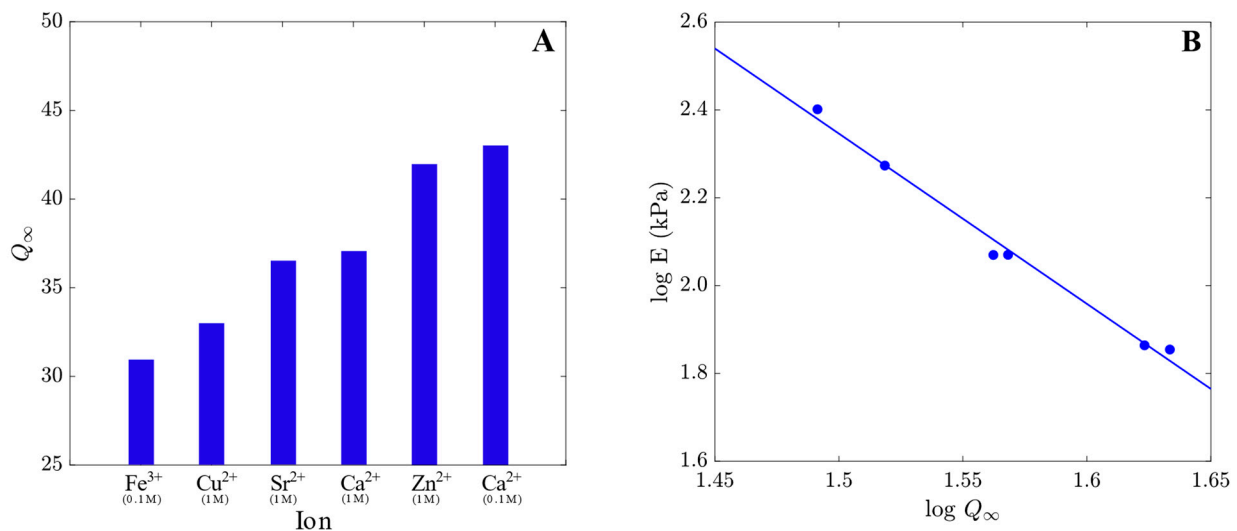 A
50
45
40
35
30
25
Q∞
Fe³⁺ Cu²⁺ Sr²⁺ Ca²⁺ Zn²⁺ Ca²⁺
(0.1M) (1M) (1M) (1M) (1M) (0.1M)
Ion
B
2.6
2.4
2.2
2.0
1.8
1.6
log E (kPa)
1.45 1.5 1.55 1.6 1.65
log Q∞